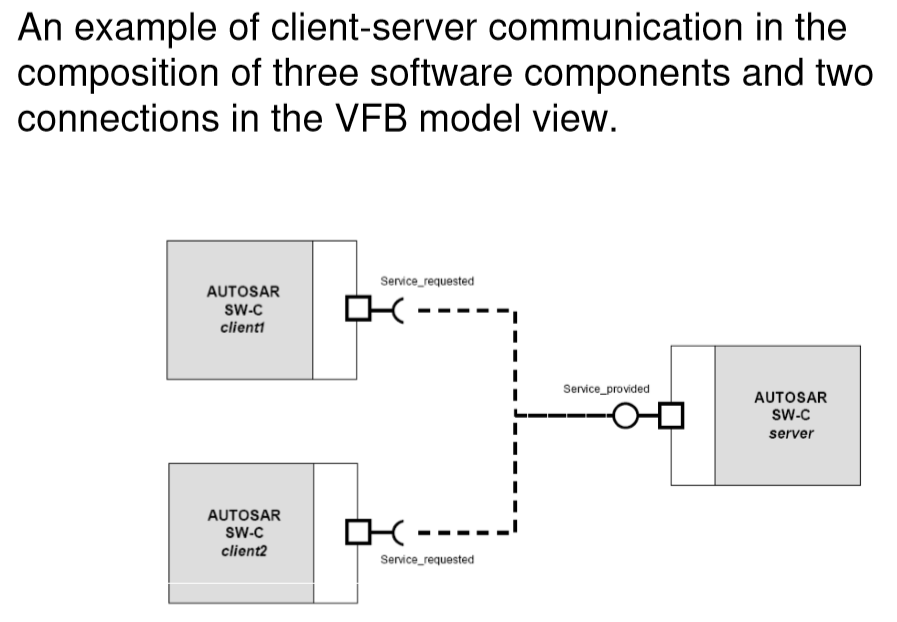 An example of client-server communication in the
composition of three software components and two
connections in the VFB model view.
AUTOSAR
SW-C
client1
Service_requested
Service_provided
AUTOSAR
SW-C
server
AUTOSAR
SW-C
client2
Service_requested